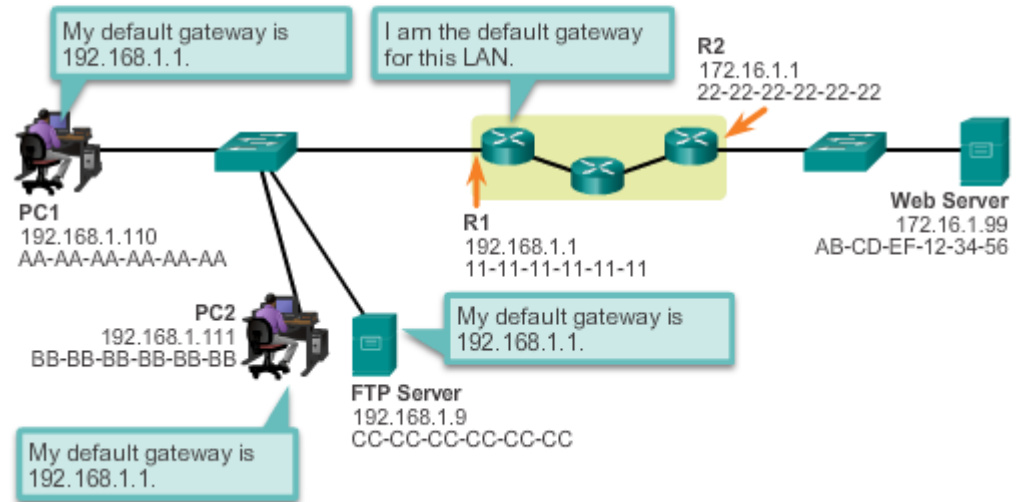 My default gateway is
192.168.1.1.
I am the default gateway
for this LAN.
R2
172.16.1.1
22-22-22-22-22-22
PC1
192.168.1.110
AA-AA-AA-AA-AA-AA
R1
192.168.1.1
11-11-11-11-11-11
Web Server
172.16.1.99
AB-CD-EF-12-34-56
PC2
192.168.1.111
BB-BB-BB-BB-BB-BB
My default gateway is
192.168.1.1.
FTP Server
192.168.1.9
CC-CC-CC-CC-CC-CC
My default gateway is
192.168.1.1.